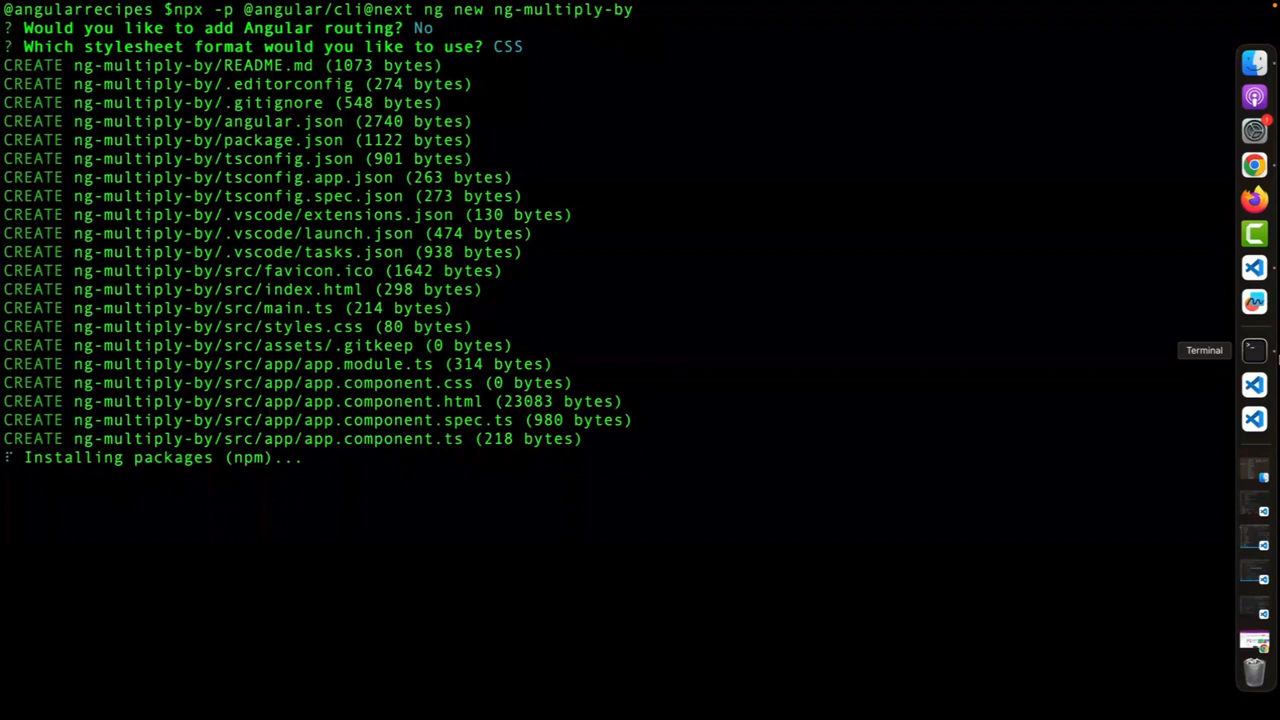 @angularrecipes $npx -p @angular/cli@next ng new ng-multiply-by
? Would you like to add Angular routing? No
? Which stylesheet format would you like to use? CSS
CREATE ng-multiply-by/README.md (1073 bytes)
CREATE ng-multiply-by/.editorconfig (274 bytes)
CREATE ng-multiply-by/.gitignore (548 bytes)
CREATE ng-multiply-by/angular.json (2740 bytes)
CREATE ng-multiply-by/package.json (1122 bytes)
CREATE ng-multiply-by/tsconfig.json (901 bytes)
CREATE ng-multiply-by/tsconfig.app.json (263 bytes)
CREATE ng-multiply-by/tsconfig.spec.json (273 bytes)
CREATE ng-multiply-by/.vscode/extensions.json (130 bytes)
CREATE ng-multiply-by/.vscode/launch.json (474 bytes)
CREATE ng-multiply-by/.vscode/tasks.json (938 bytes)
CREATE ng-multiply-by/src/favicon.ico (1642 bytes)
CREATE ng-multiply-by/src/index.html (298 bytes)
CREATE ng-multiply-by/src/main.ts (214 bytes)
CREATE ng-multiply-by/src/styles.css (80 bytes)
CREATE ng-multiply-by/src/assets/.gitkeep (0 bytes)
CREATE ng-multiply-by/src/app/app.module.ts (314 bytes)
CREATE ng-multiply-by/src/app/app.component.css (0 bytes)
CREATE ng-multiply-by/src/app/app.component.html (23083 bytes)
CREATE ng-multiply-by/src/app/app.component.spec.ts (980 bytes)
CREATE ng-multiply-by/src/app/app.component.ts (218 bytes)
⠏ Installing packages (npm)...
Terminal